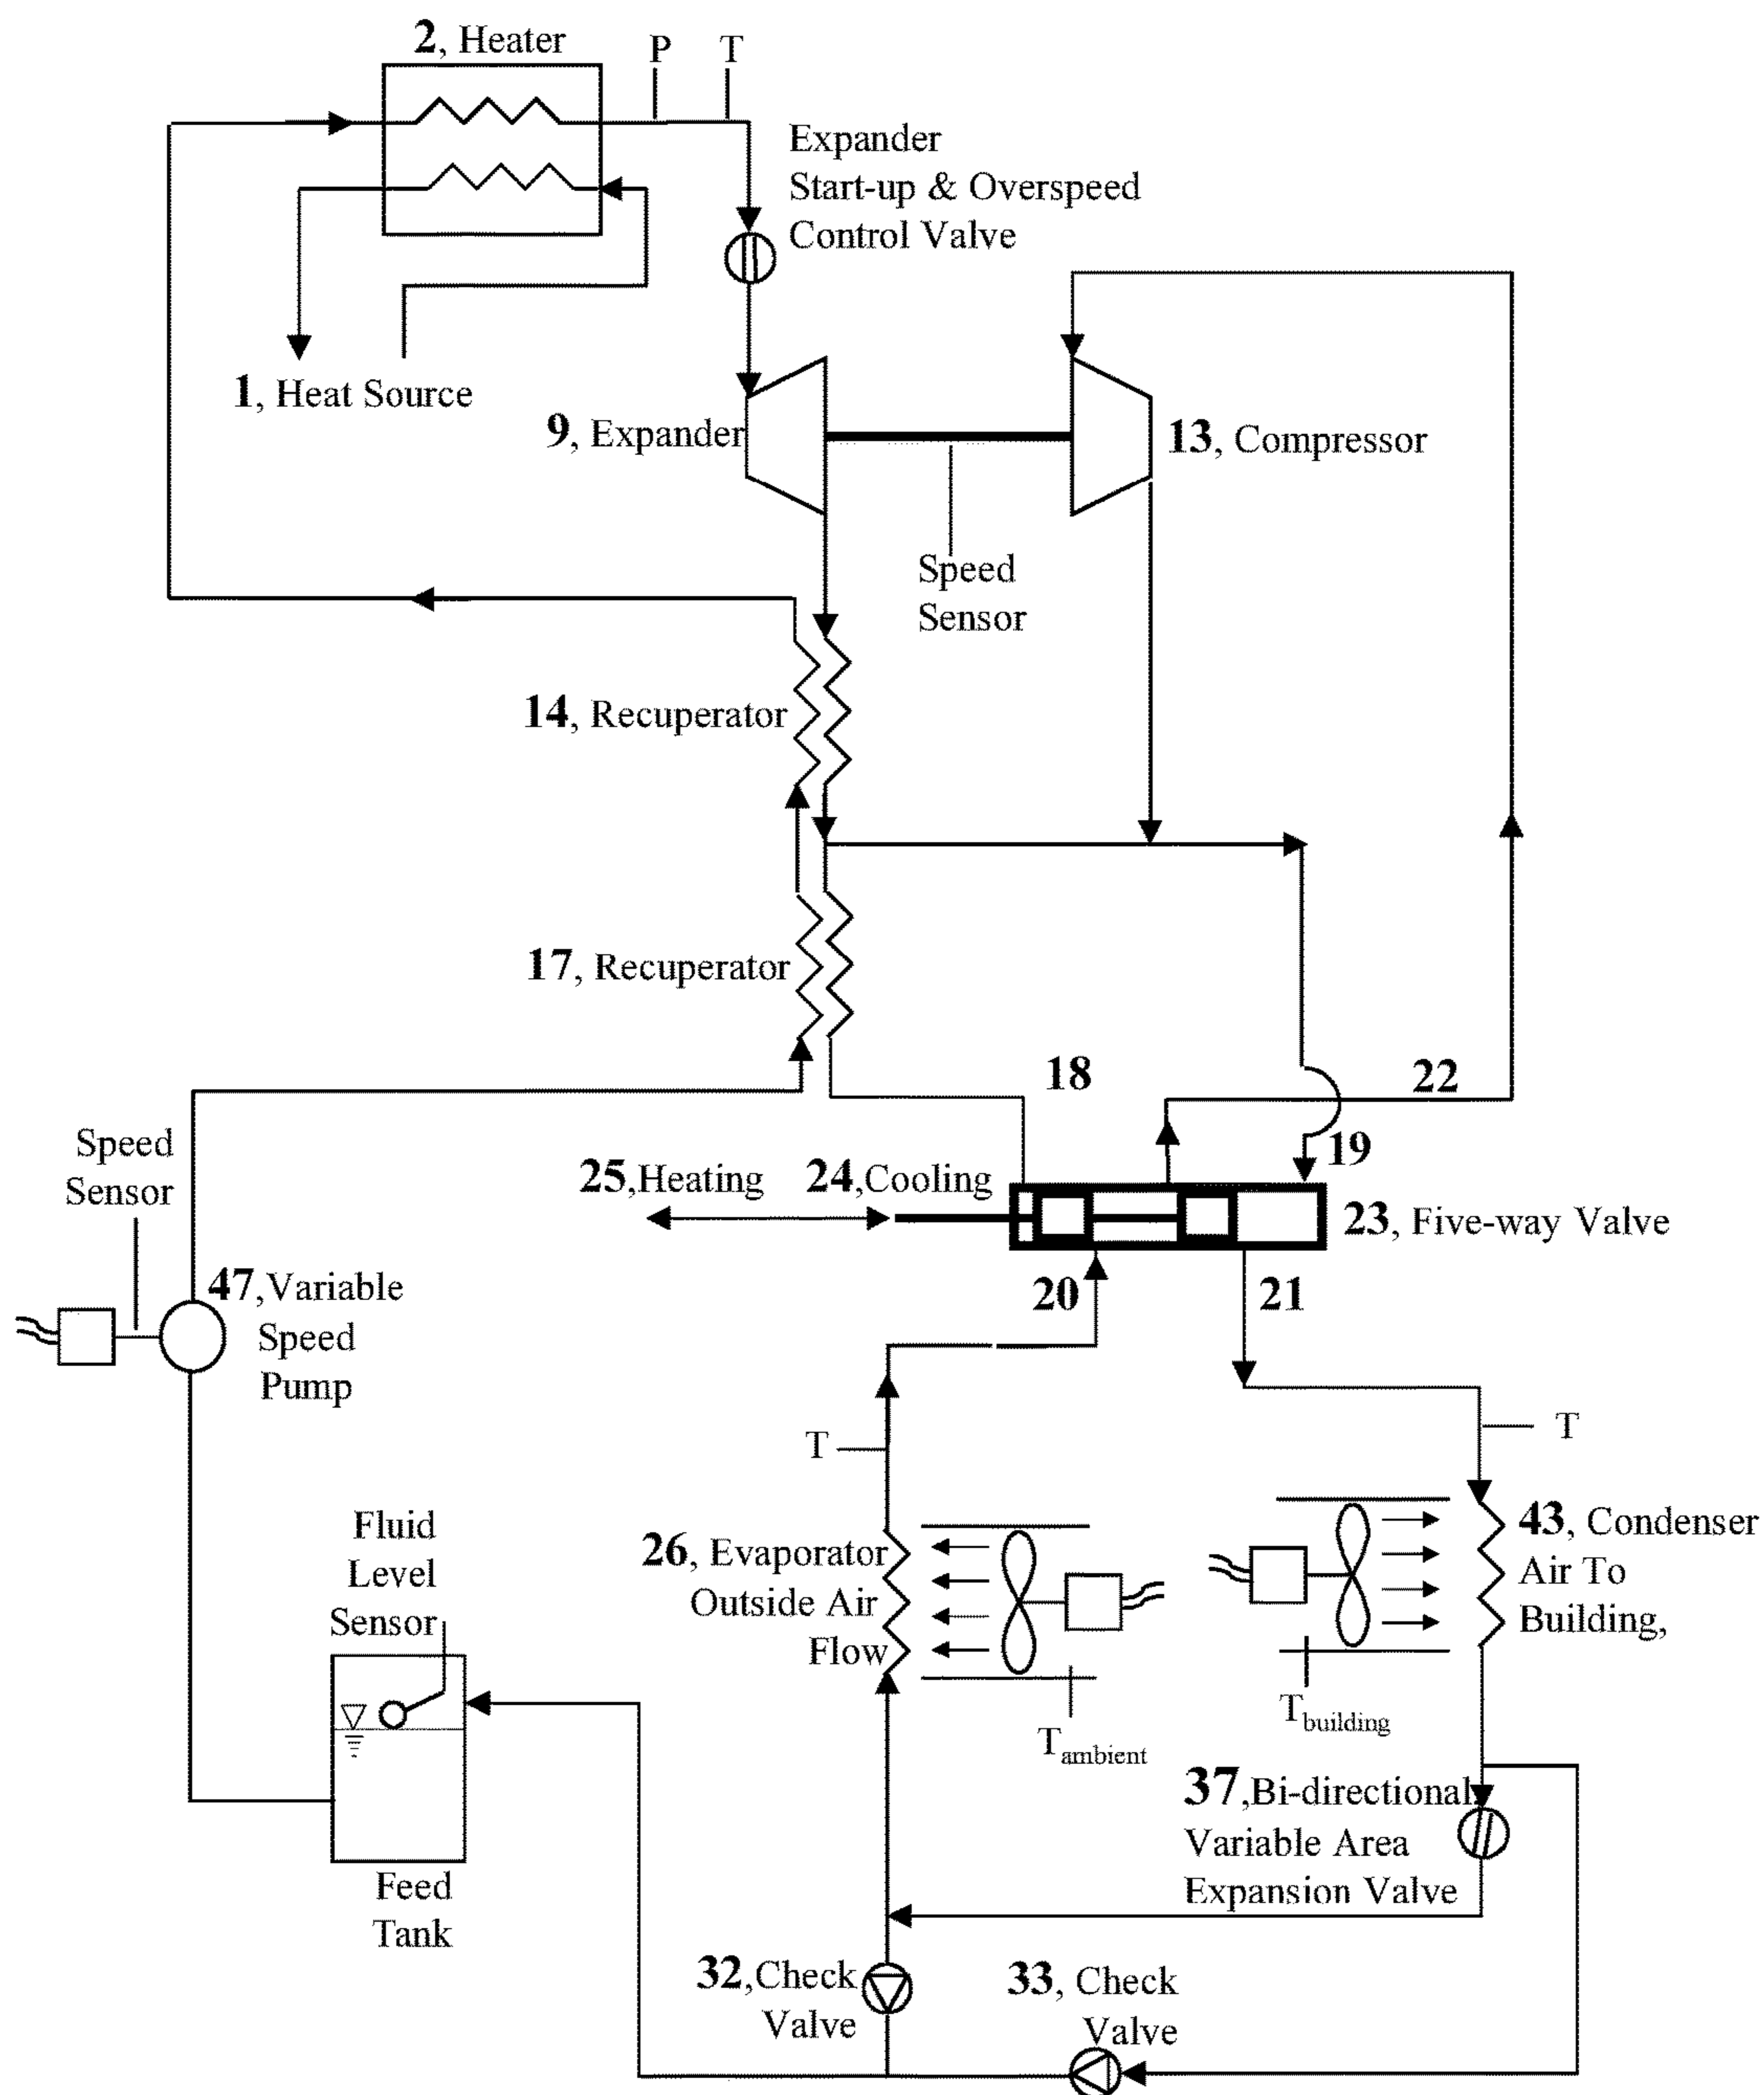 2, Heater
P
T
Expander
Start-up & Overspeed
Control Valve
1, Heat Source
9, Expander
13, Compressor
Speed
Sensor
14, Recuperator
17, Recuperator
18
22
19
Speed
Sensor
25,Heating
24,Cooling
23, Five-way Valve
20
21
47,Variable
Speed
Pump
T
T
Fluid
Level
Sensor
26, Evaporator
Outside Air
Flow
43, Condenser
Air To
Building,
Tambient
Tbuilding
37,Bi-directional
Variable Area
Expansion Valve
Feed
Tank
32,Check
Valve
33, Check
Valve